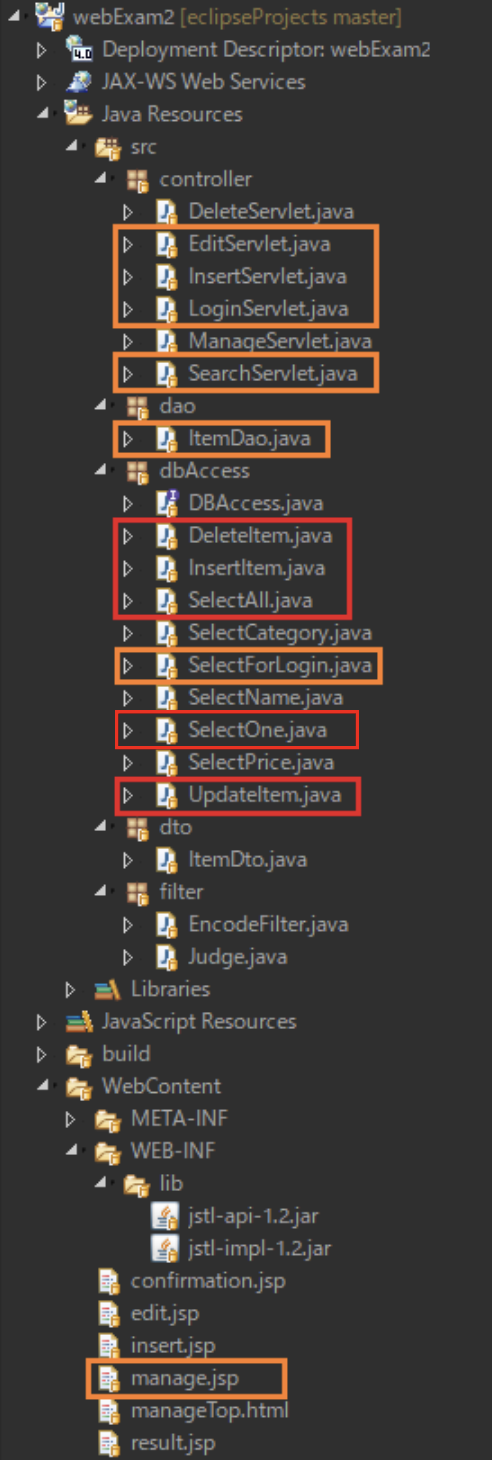 webExam2 [eclipseProjects master]
Deployment Descriptor: webExam2
JAX-WS Web Services
Java Resources
src
controller
DeleteServlet.java
EditServlet.java
InsertServlet.java
LoginServlet.java
ManageServlet.java
SearchServlet.java
dao
ItemDao.java
dbAccess
DBAccess.java
DeleteItem.java
InsertItem.java
SelectAll.java
SelectCategory.java
SelectForLogin.java
SelectName.java
SelectOne.java
SelectPrice.java
UpdateItem.java
dto
ItemDto.java
filter
EncodeFilter.java
Judge.java
Libraries
JavaScript Resources
build
WebContent
META-INF
WEB-INF
lib
jstl-api-1.2.jar
jstl-impl-1.2.jar
confirmation.jsp
edit.jsp
insert.jsp
manage.jsp
manageTop.html
result.jsp